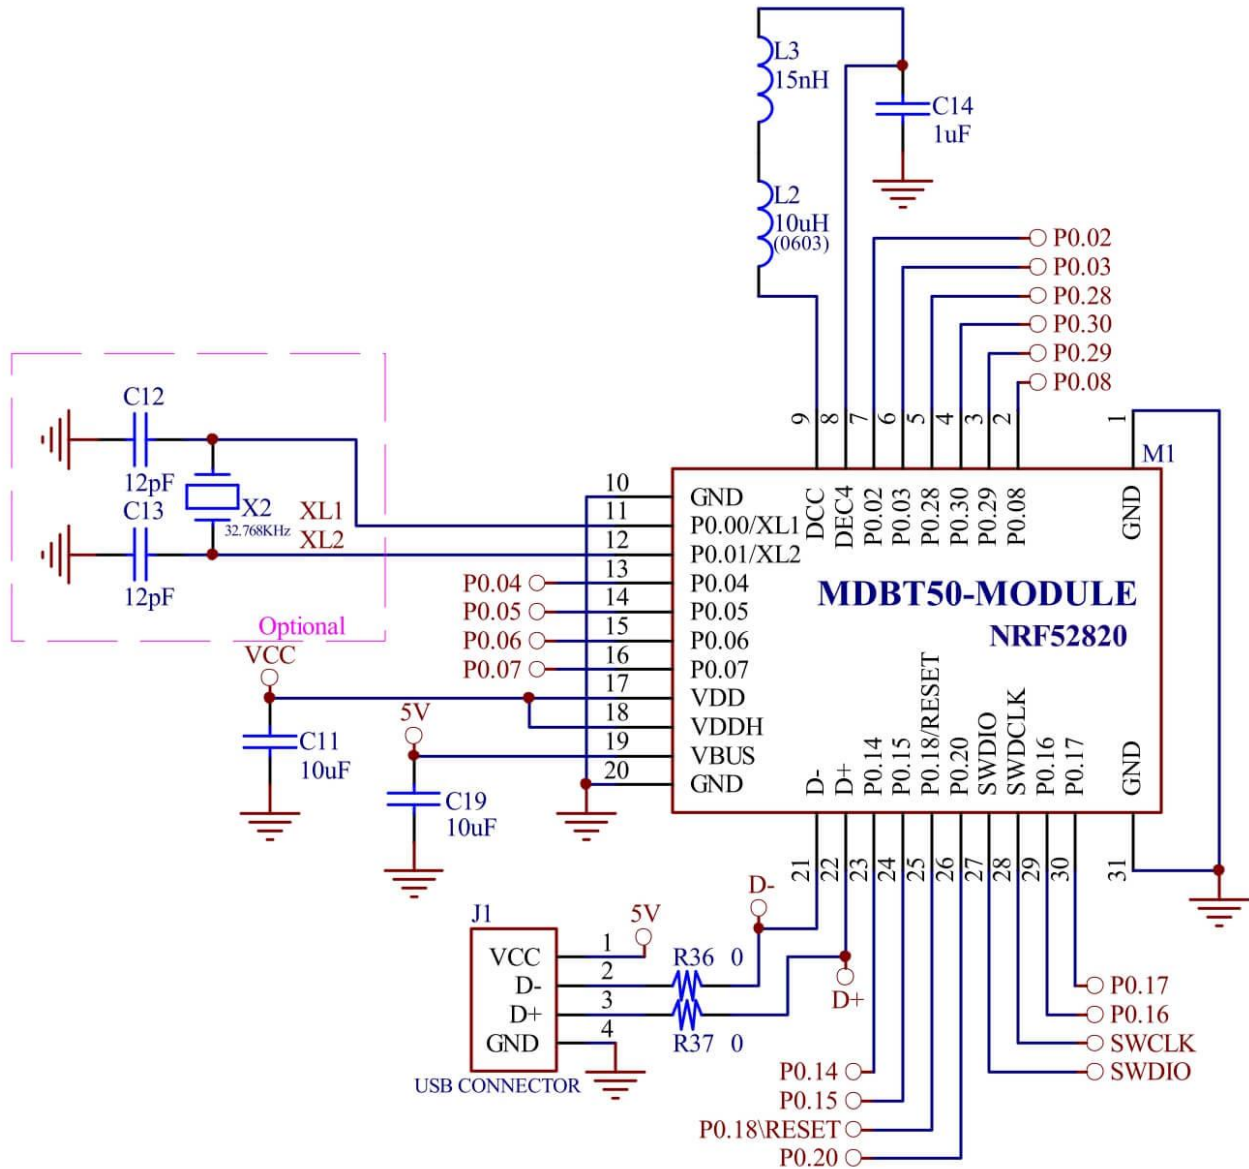 L3
15nH
C14
1uF
L2
10uH
(0603)
P0.02
P0.03
P0.28
P0.30
P0.29
P0.08
C12
12pF
C13
12pF
X2
32.768KHz
XL1
XL2
Optional
9
8
7
6
5
4
3
2
1
M1
10
11
12
13
14
15
16
17
18
19
20
GND
P0.00/XL1
P0.01/XL2
P0.04
P0.05
P0.06
P0.07
VDD
VDDH
VBUS
GND
DCC
DEC4
P0.02
P0.03
P0.28
P0.30
P0.29
P0.08
GND
MDBT50-MODULE
NRF52820
P0.04
P0.05
P0.06
P0.07
VCC
C11
10uF
5V
C19
10uF
D-
D+
P0.14
P0.15
P0.18/RESET
P0.20
SWDIO
SWDCLK
P0.16
P0.17
GND
21
22
23
24
25
26
27
28
29
30
31
J1
VCC
D-
D+
GND
1
2
3
4
USB CONNECTOR
5V
D-
R36 0
R37 0
D+
P0.17
P0.16
SWCLK
SWDIO
P0.14
P0.15
P0.18\RESET
P0.20